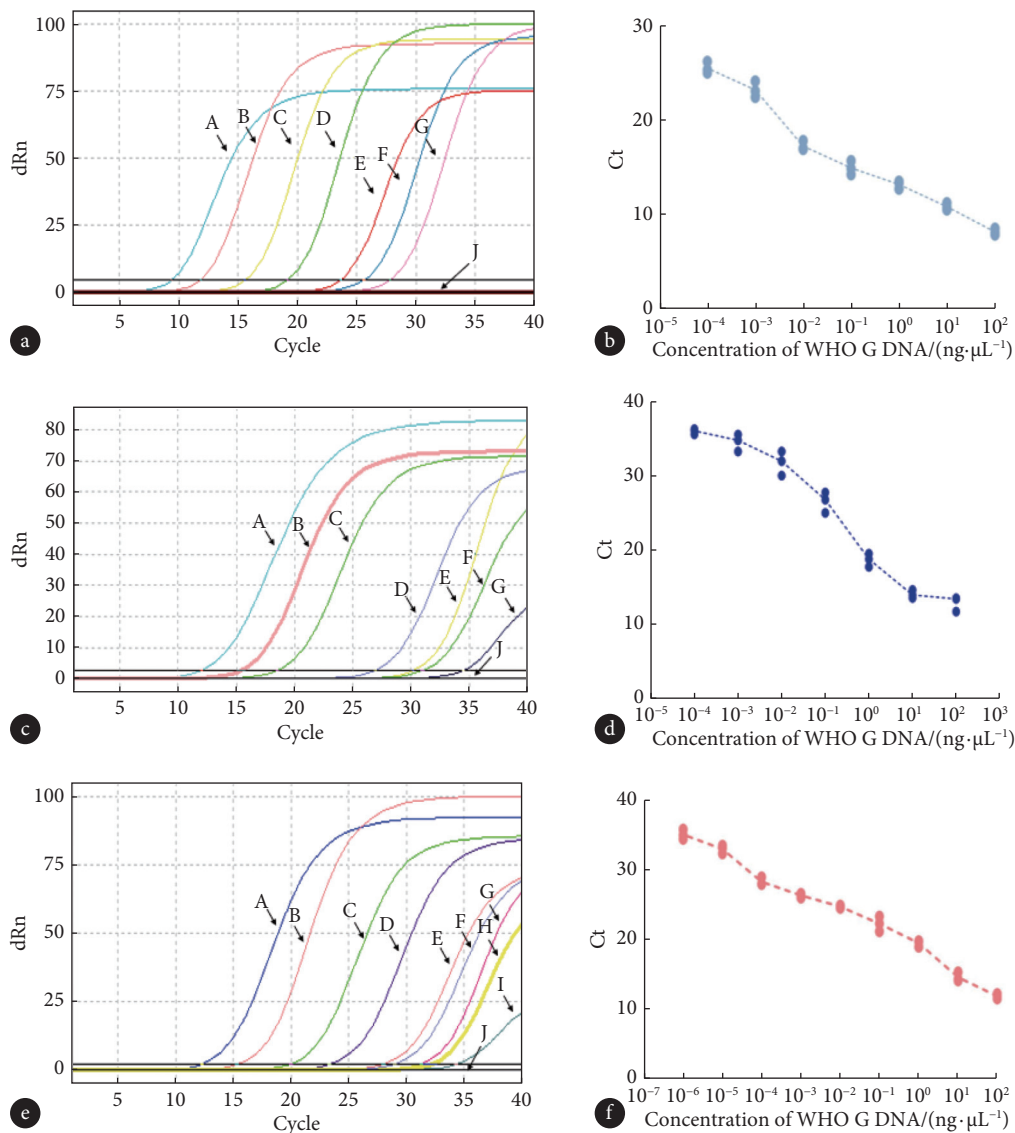 100
75
50
25
0
dRn
A
B
C
D
E
F
G
J
5 10 15 20 25 30 35 40
Cycle
a
Ct
30
20
10
0
10⁻⁵ 10⁻⁴ 10⁻³ 10⁻² 10⁻¹ 10⁰ 10¹ 10²
Concentration of WHO G DNA/(ng·µL⁻¹)
b
80
70
60
50
40
30
20
10
0
dRn
A
B
C
D
E
F
G
J
5 10 15 20 25 30 35 40
Cycle
c
40
30
20
10
0
Ct
10⁻⁵ 10⁻⁴ 10⁻³ 10⁻² 10⁻¹ 10⁰ 10¹ 10² 10³
Concentration of WHO G DNA/(ng·µL⁻¹)
d
100
75
50
25
0
dRn
A
B
C
D
E
F
G
H
I
J
5 10 15 20 25 30 35 40
Cycle
e
40
30
20
10
0
Ct
10⁻⁷ 10⁻⁶ 10⁻⁵ 10⁻⁴ 10⁻³ 10⁻² 10⁻¹ 10⁰ 10¹ 10²
Concentration of WHO G DNA/(ng·µL⁻¹)
f